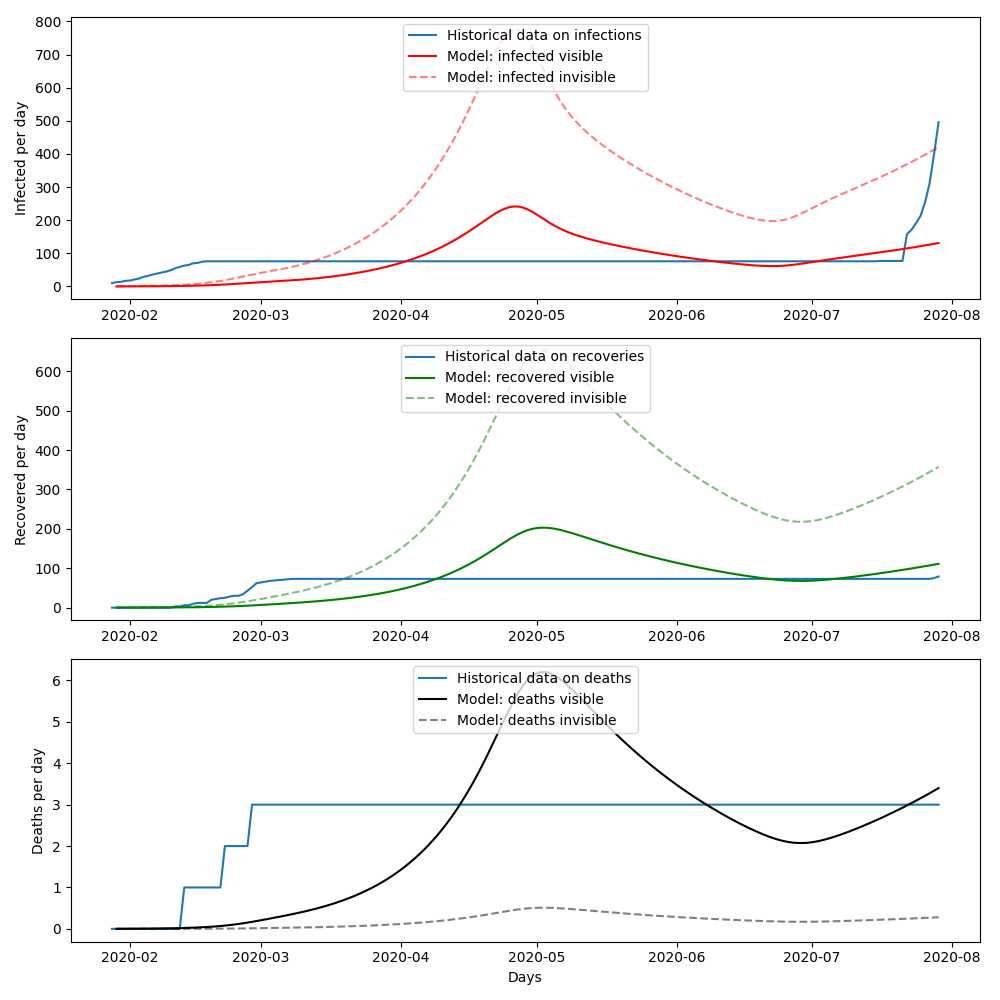 800
700
600
500
400
300
200
100
0
Infected per day
Historical data on infections
Model: infected visible
Model: infected invisible
2020-02 2020-03 2020-04 2020-05 2020-06 2020-07 2020-08
600
500
400
300
200
100
0
Recovered per day
Historical data on recoveries
Model: recovered visible
Model: recovered invisible
2020-02 2020-03 2020-04 2020-05 2020-06 2020-07 2020-08
6
5
4
3
2
1
0
Deaths per day
Historical data on deaths
Model: deaths visible
Model: deaths invisible
2020-02 2020-03 2020-04 2020-05 2020-06 2020-07 2020-08
Days